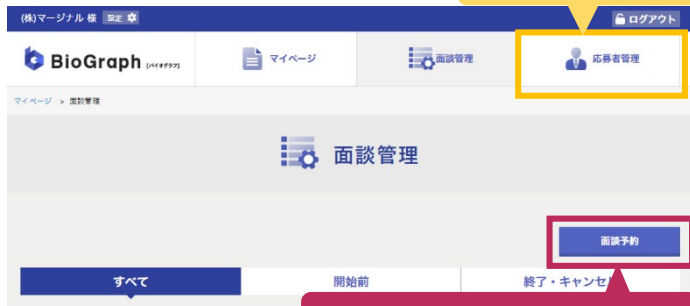 (株)マージナル 様 設定
ログアウト
BioGraph [バイオグラフ]
マイページ
面談管理
応募者管理
マイページ > 面談管理
面談管理
面談予約
すべて
開始前
終了・キャンセル